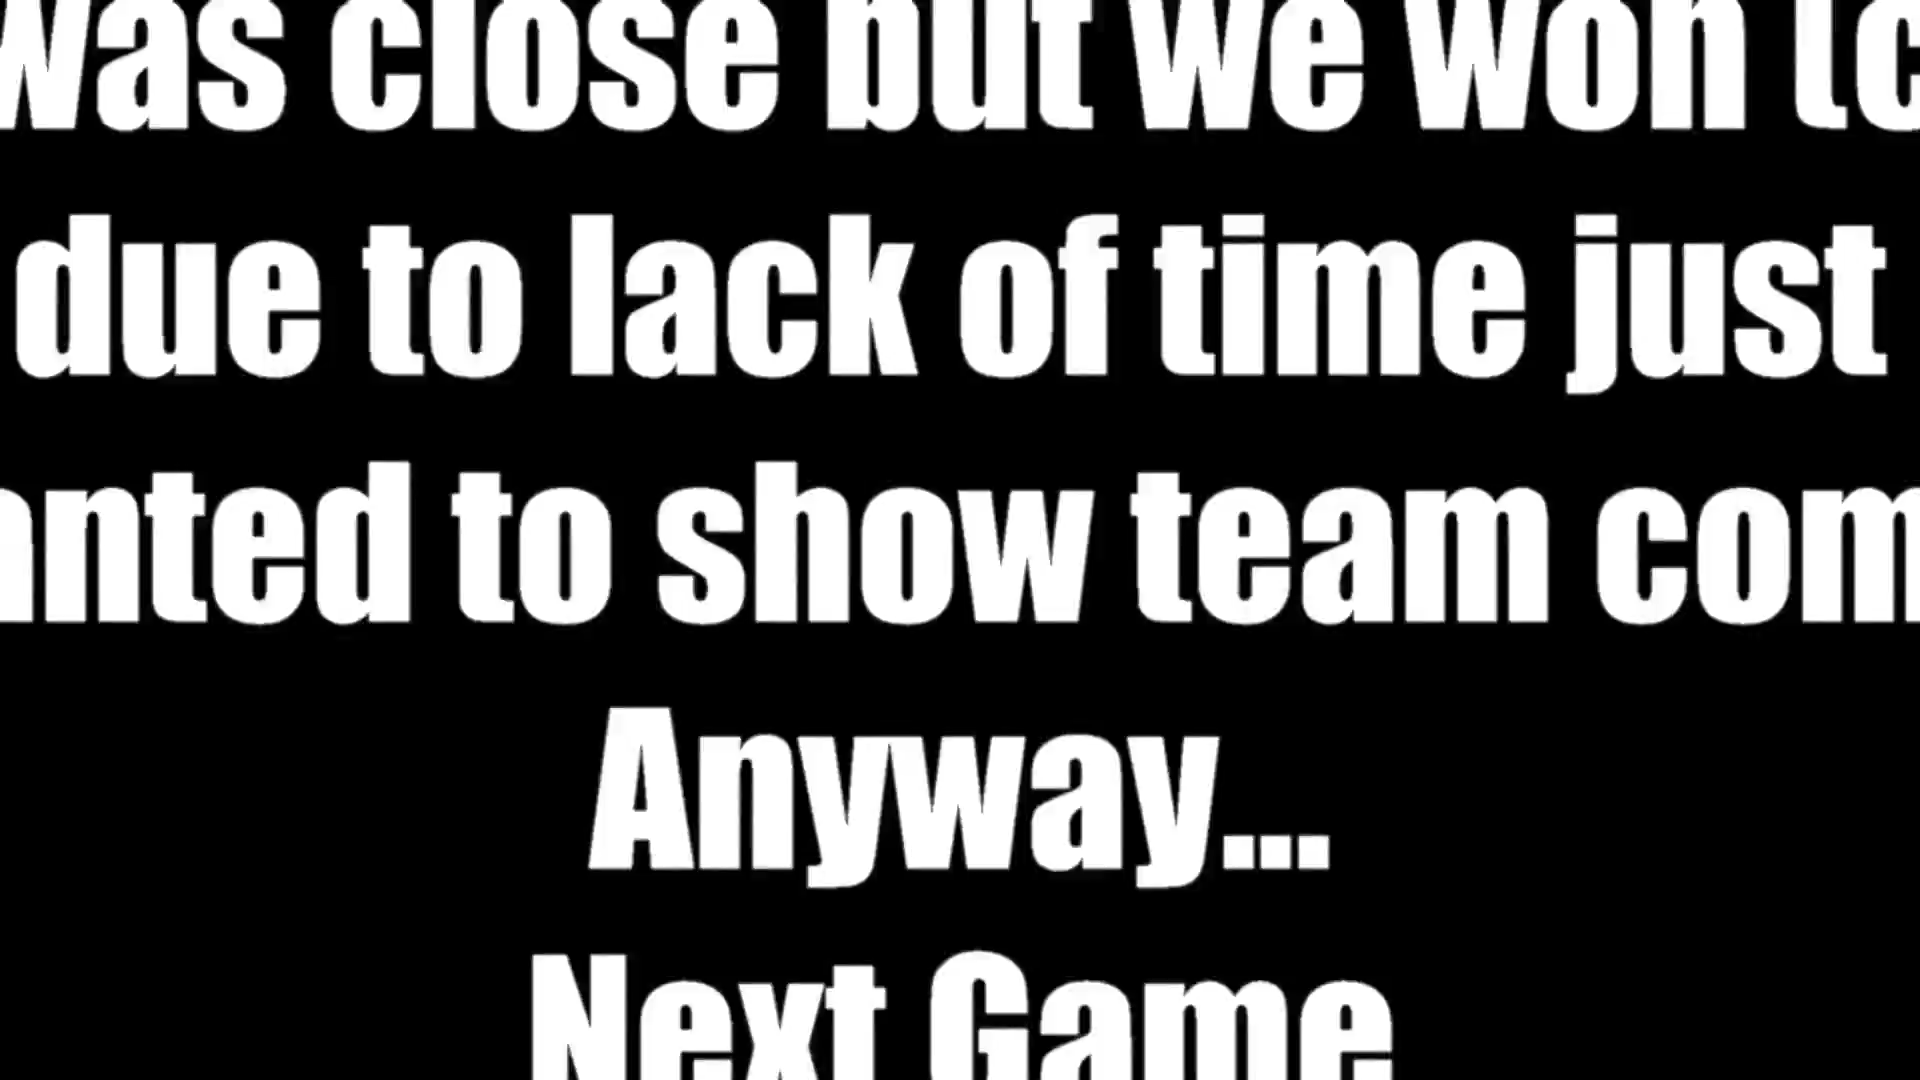 was close but we won
due to lack of time just
to show team
Anyway...
Next Game